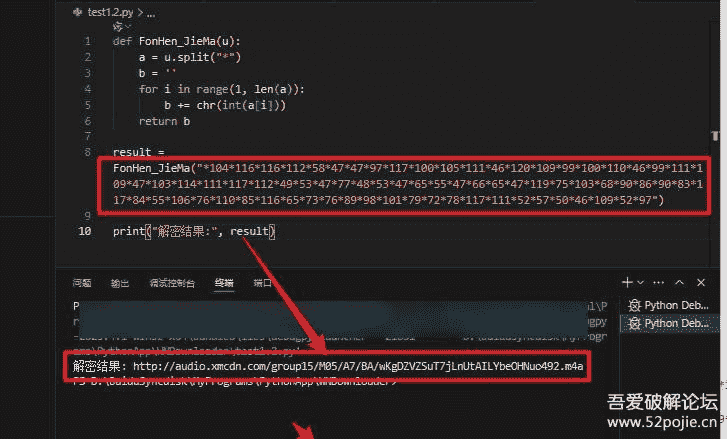 test1.2.py > ...
1 def FonHen_JieMa(u):
2 a = u.split("*")
3 b = ''
4 for i in range(1, len(a)):
5 b += chr(int(a[i]))
6 return b
7
8 result =
FonHen_JieMa("*104*116*116*112*58*47*47*97*117*100*105*111*46*120*109*99*100*110*46*99*111*1
09*47*103*114*111*117*112*49*53*47*77*48*53*47*65*55*47*66*65*47*119*75*103*68*90*86*90*83*1
17*84*55*106*76*110*85*116*65*73*76*89*98*101*79*72*78*117*111*52*57*50*46*109*52*97")
9
10 print("解密结果:", result)
问题 输出 调试控制台 终端 端口
Python Deb...
Python Deb...
解密结果: http://audio.xmcdn.com/group15/M05/A7/BA/wKgDZVZSuT7jLnUtAILYbeOHNuo492.m4a
PS D:\BaiduSyncdisk\MyPrograms\PythonApp\WMDownloader>
吾爱破解论坛
www.52pojie.cn